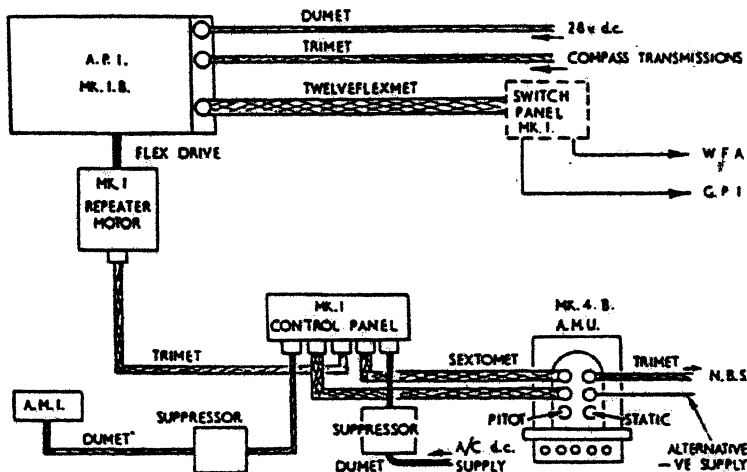 DUMET
28v d.c.
TRIMET
COMPASS TRANSMISSIONS
A.P.I.
MK.I.B.
TWELVEFLEXMET
SWITCH
PANEL
MK.I.
FLEX DRIVE
W F A
G.P I
MK.I
REPEATER
MOTOR
MK.I
CONTROL PANEL
MK.4.B.
A.M.U.
TRIMET
SEXTOMET
TRIMET
N.B.S.
A.M.I.
SUPPRESSOR
SUPPRESSOR
PITOT
STATIC
DUMET
A/C d.c.
SUPPLY
DUMET
ALTERNATIVE
-VE SUPPLY